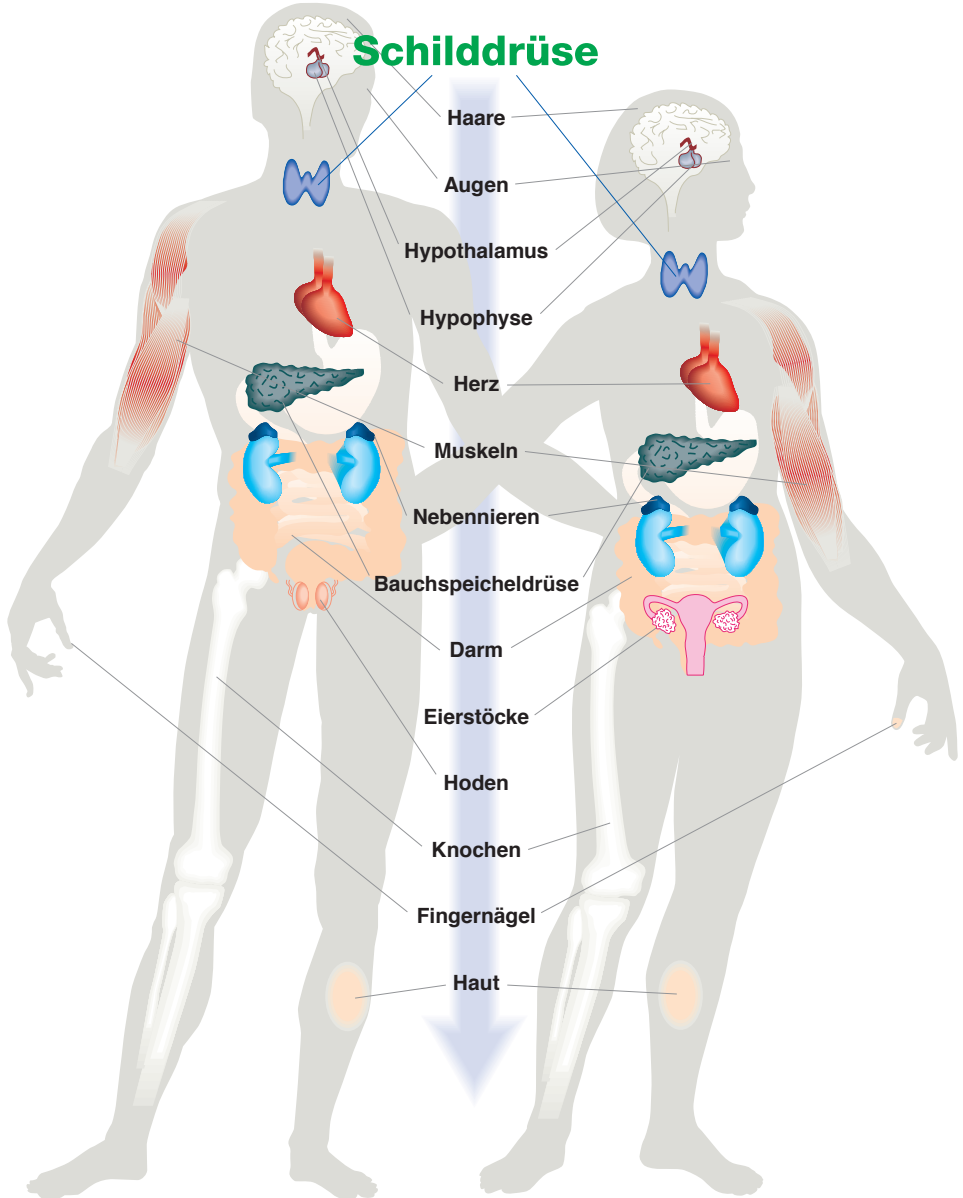 Schilddrüse
Haare
Augen
Hypothalamus
Hypophyse
Herz
Muskeln
Nebennieren
Bauchspeicheldrüse
Darm
Eierstöcke
Hoden
Knochen
Fingernägel
Haut